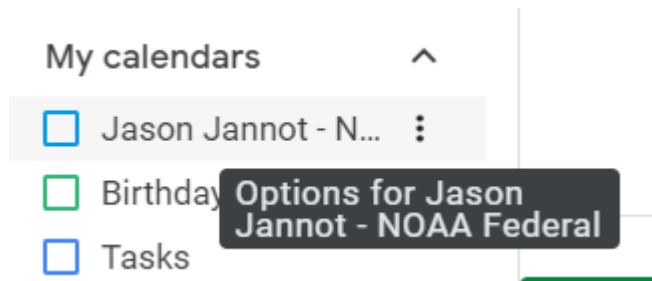 My calendars
Jason Jannot - N...
Birthday
Options for Jason
Jannot - NOAA Federal
Tasks